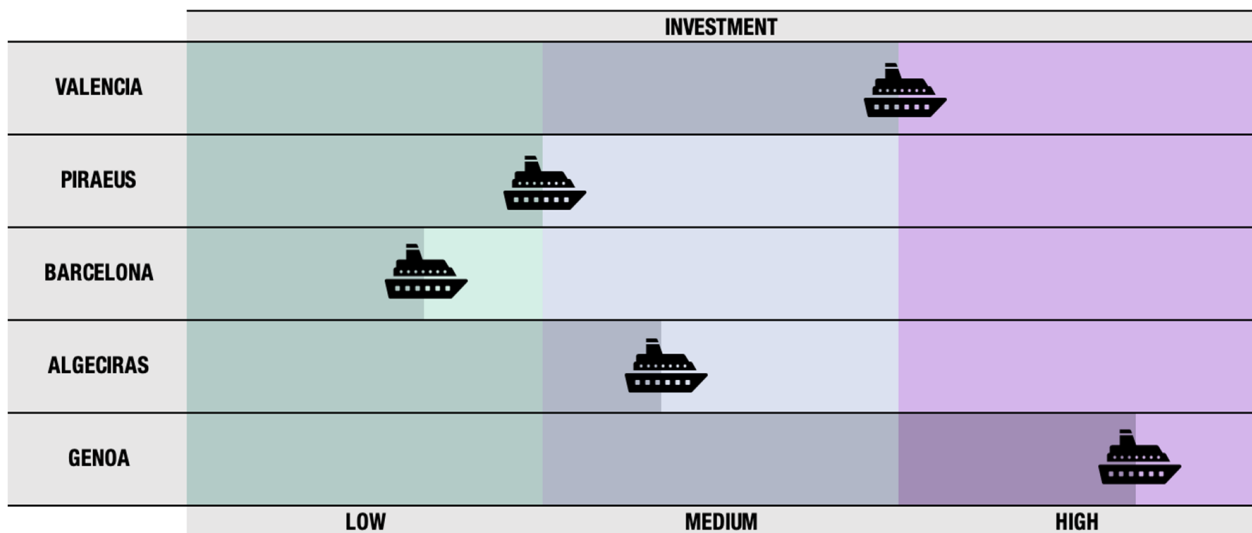 INVESTMENT
VALENCIA
PIRAEUS
BARCELONA
ALGECIRAS
GENOA
LOW MEDIUM HIGH